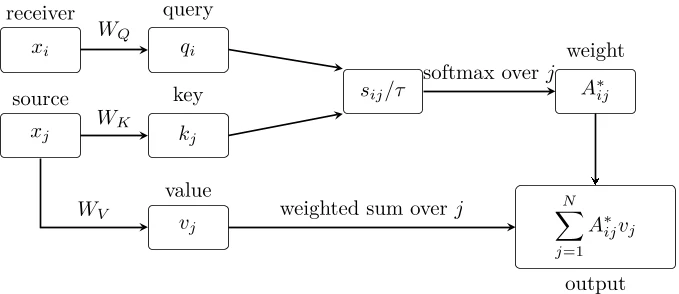 receiver
x_i
W_Q
query
q_i
source
x_j
W_K
key
k_j
s_{ij}/τ
softmax over j
weight
A^*_{ij}
W_V
value
v_j
weighted sum over j
\sum_{j=1}^{N} A^*_{ij} v_j
output